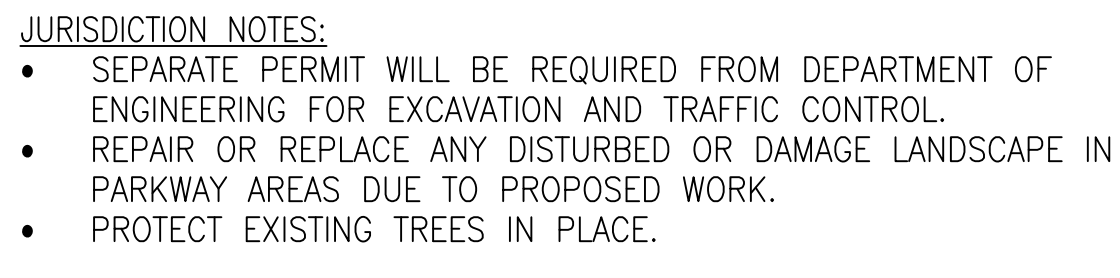 JURISDICTION NOTES:
• SEPARATE PERMIT WILL BE REQUIRED FROM DEPARTMENT OF
ENGINEERING FOR EXCAVATION AND TRAFFIC CONTROL.
• REPAIR OR REPLACE ANY DISTURBED OR DAMAGE LANDSCAPE IN
PARKWAY AREAS DUE TO PROPOSED WORK.
• PROTECT EXISTING TREES IN PLACE.